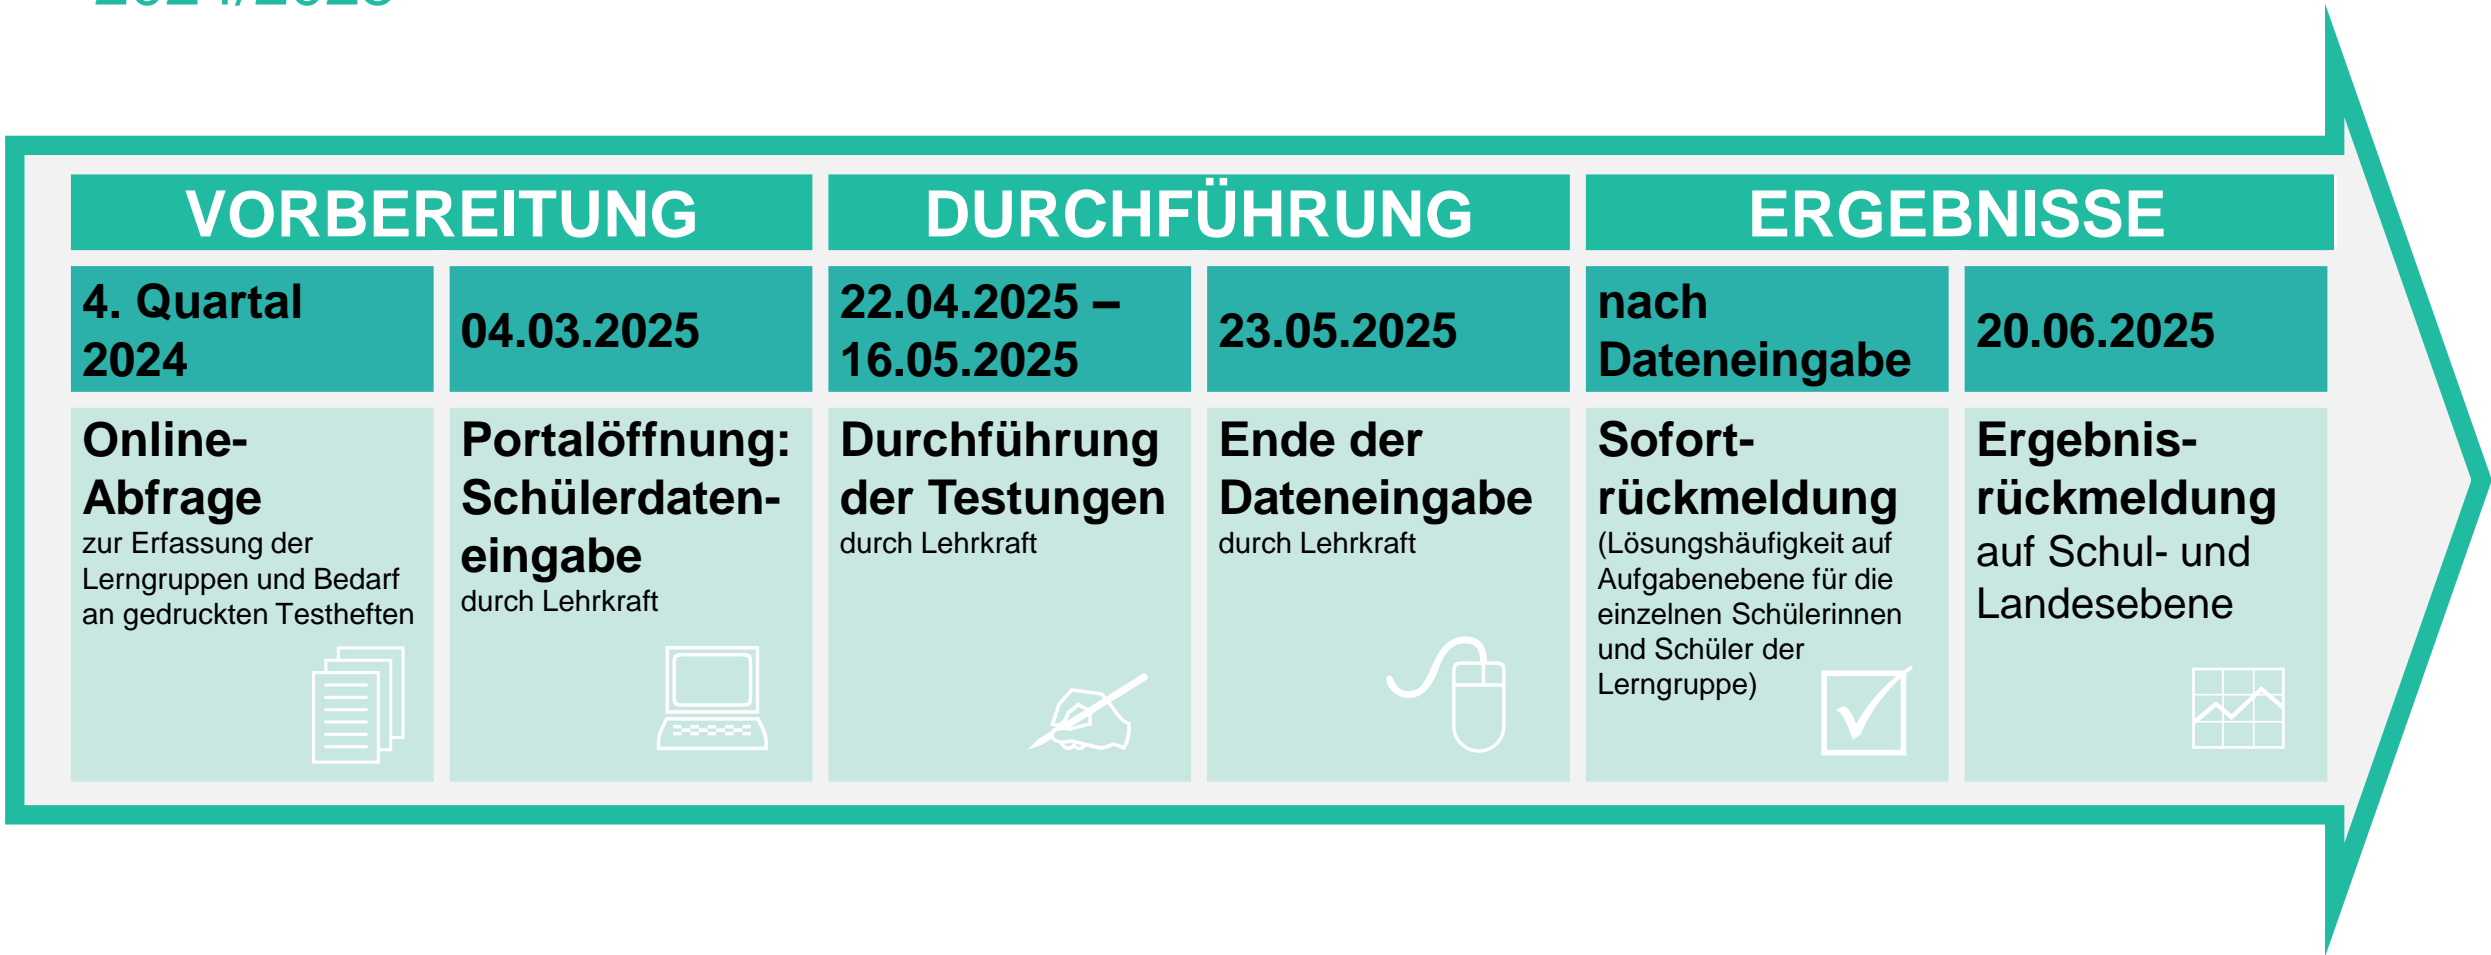 2024/2025
VORBEREITUNG
DURCHFÜHRUNG
ERGEBNISSE
4. Quartal
2024
04.03.2025
22.04.2025 –
16.05.2025
23.05.2025
nach
Dateneingabe
20.06.2025
Online-
Abfrage
zur Erfassung der
Lerngruppen und Bedarf
an gedruckten Testheften
Portalöffnung:
Schülerdaten-
eingabe
durch Lehrkraft
Durchführung
der Testungen
durch Lehrkraft
Ende der
Dateneingabe
durch Lehrkraft
Sofort-
rückmeldung
(Lösungshäufigkeit auf
Aufgabenebene für die
einzelnen Schülerinnen
und Schüler der
Lerngruppe)
Ergebnis-
rückmeldung
auf Schul- und
Landesebene